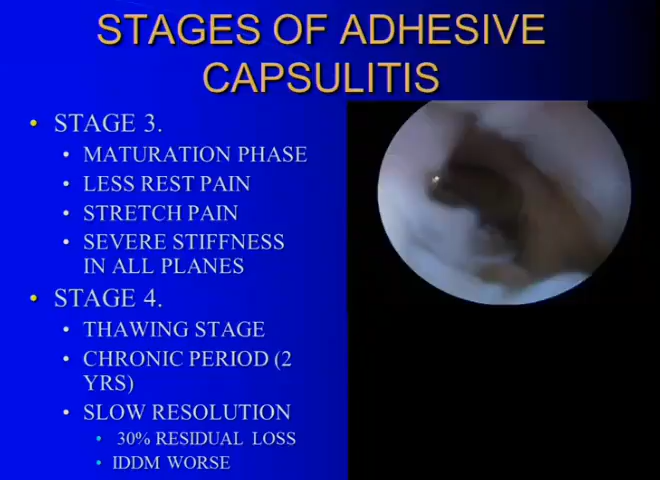 STAGES OF ADHESIVE
CAPSULITIS
• STAGE 3.
• MATURATION PHASE
• LESS REST PAIN
• STRETCH PAIN
• SEVERE STIFFNESS
IN ALL PLANES
• STAGE 4.
• THAWING STAGE
• CHRONIC PERIOD (2
YRS)
• SLOW RESOLUTION
• 30% RESIDUAL LOSS
• IDDM WORSE